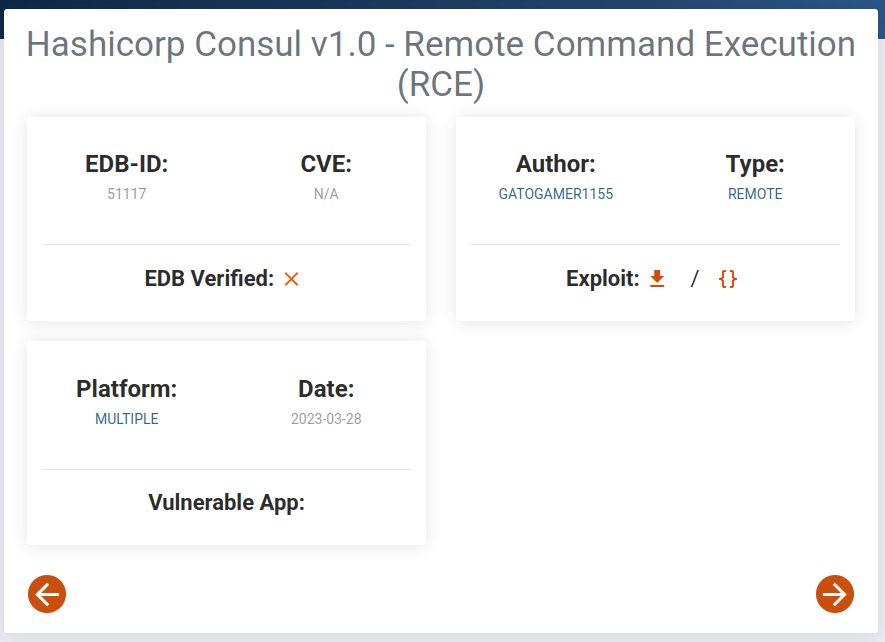 Hashicorp Consul v1.0 - Remote Command Execution
(RCE)
EDB-ID:
51117
CVE:
N/A
EDB Verified:
Author:
GATOGAMER1155
Type:
REMOTE
Exploit: / {}
Platform:
MULTIPLE
Date:
2023-03-28
Vulnerable App: